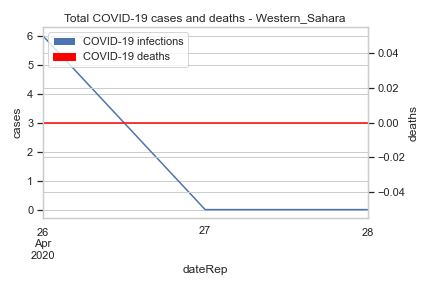 Total COVID-19 cases and deaths - Western_Sahara
COVID-19 infections
COVID-19 deaths
6
5
4
3
2
1
0
cases
0.04
0.02
0.00
−0.02
−0.04
deaths
26
Apr
2020
27
28
dateRep